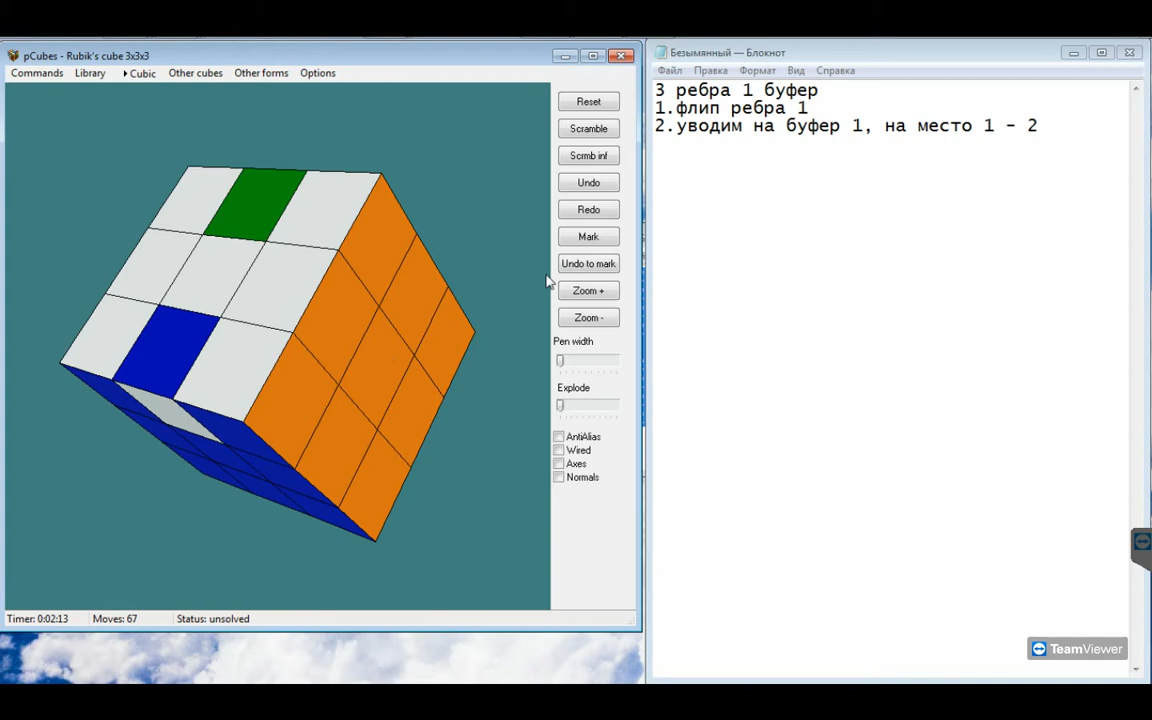 pCubes - Rubik's cube 3x3x3
Commands Library Cubic Other cubes Other forms Options
Reset
Scramble
Scrmb inf
Undo
Redo
Mark
Undo to mark
Zoom +
Zoom -
Pen width
Explode
AntiAlias
Wired
Axes
Normals
Timer: 0:02:13 Moves: 67 Status: unsolved
Безымянный — Блокнот
Файл Правка Формат Вид Справка
3 ребра 1 буфер
1.флип ребра 1
2.уводим на буфер 1, на место 1 - 2
TeamViewer